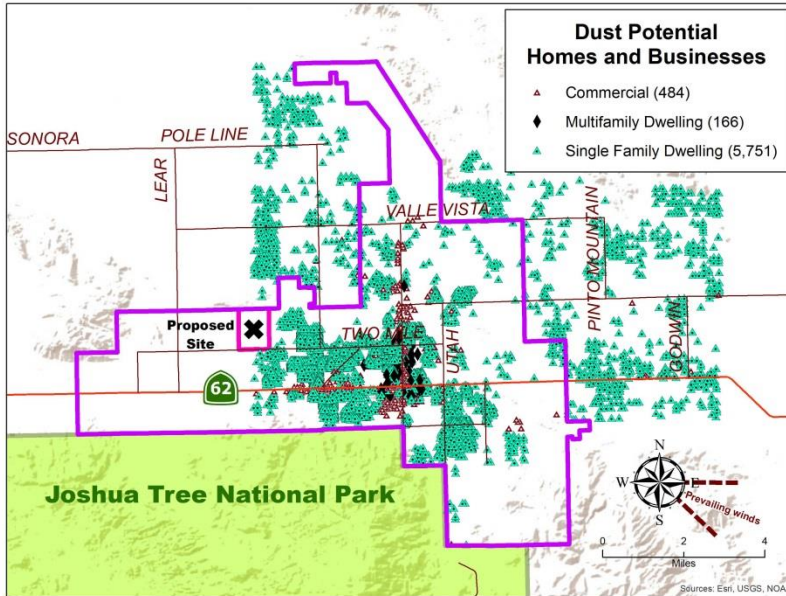 Dust Potential
Homes and Businesses
Commercial (484)
Multifamily Dwelling (166)
Single Family Dwelling (5,751)
SONORA
POLE LINE
LEAR
VALLE VISTA
PINTO MOUNTAIN
Proposed
Site
TWO MILE
UTAH
GODWIN
62
Joshua Tree National Park
N
W
E
S
Prevailing winds
0 2 4
Miles
Sources: Esri, USGS, NOA